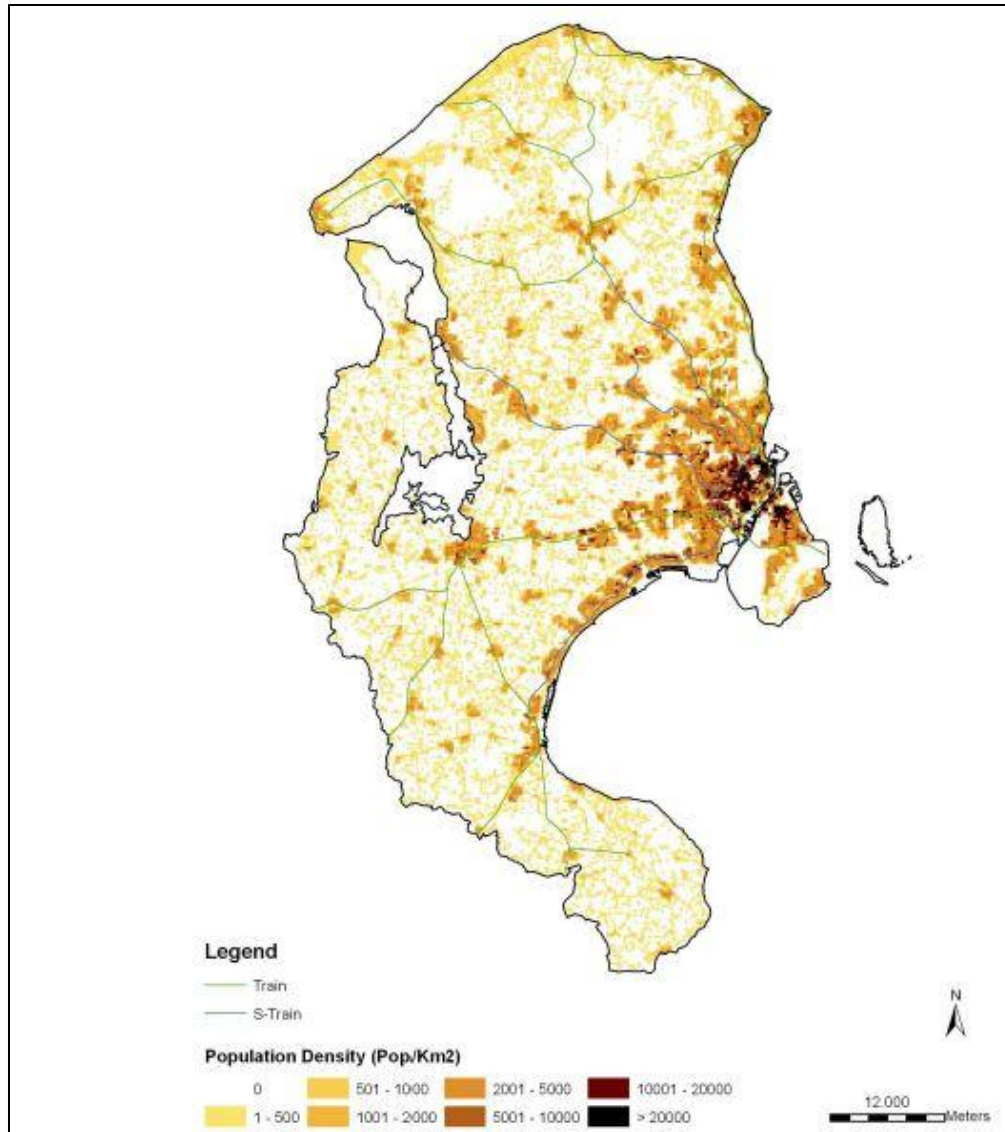 Legend
Train
S-Train
N
Population Density (Pop/Km2)
0 501 - 1000 2001 - 5000 10001 - 20000
1 - 500 1001 - 2000 5001 - 10000 > 20000
12.000
Meters